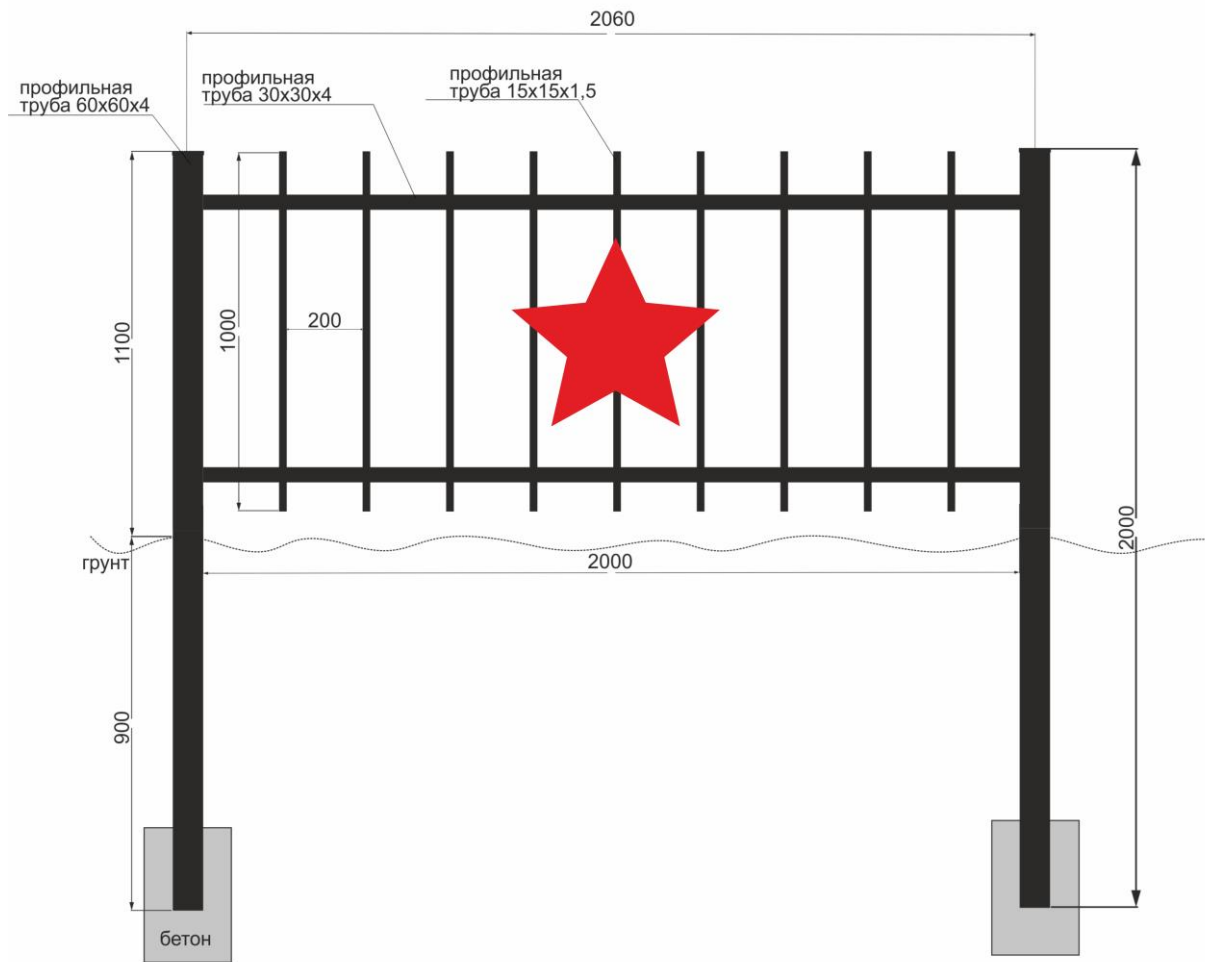 2060
профильная
труба 60х60х4
профильная
труба 30х30х4
профильная
труба 15х15х1,5
1100
1000
200
2000
грунт
2000
900
бетон